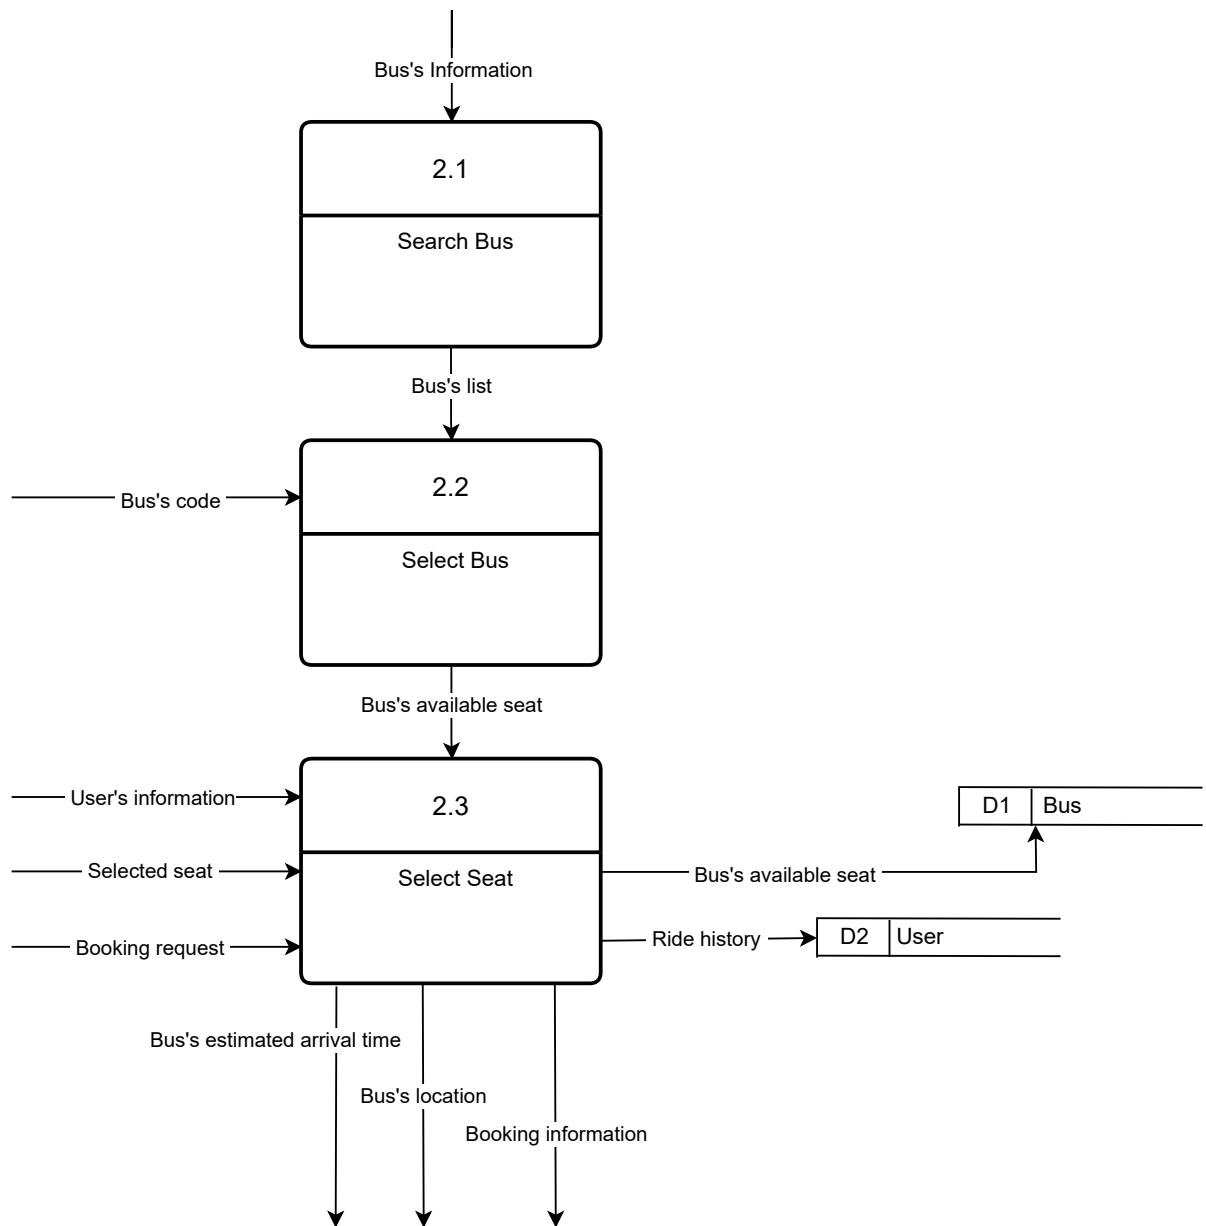 Bus's Information
2.1
Search Bus
Bus's list
2.2
Bus's code
Select Bus
Bus's available seat
User's information
2.3
D1 Bus
Selected seat
Select Seat
Bus's available seat
Booking request
Ride history
D2 User
Bus's estimated arrival time
Bus's location
Booking information